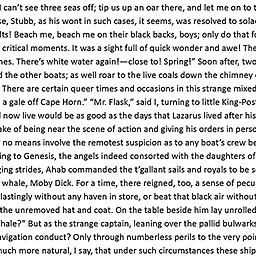 I can't see three seas off; tip us up an oar there, and let me on to t
se, Stubb, as his wont in such cases, it seems, was resolved to solac
lts! Beach me, beach me on their black backs, boys; only do that f
critical moments. It was a sight full of quick wonder and awe! The
nes. There's white water again!—close to! Spring!" Soon after, two
d the other boats; as well roar to the live coals down the chimney
There are certain queer times and occasions in this strange mixed
a gale off Cape Horn." "Mr. Flask," said I, turning to little King-Pos
d now live would be as good as the days that Lazarus lived after his
ake of being near the scene of action and giving his orders in perso
y no means involve the remotest suspicion as to any boat's crew be
ing to Genesis, the angels indeed consorted with the daughters of
ging strides, Ahab commanded the t'gallant sails and royals to be s
whale, Moby Dick. For a time, there reigned, too, a sense of pecu
lastingly without any haven in store, or beat that black air without
the unremoved hat and coat. On the table beside him lay unrolled
hale?" But as the strange captain, leaning over the pallid bulwarks
avigation conduct? Only through numberless perils to the very poi
much more natural, I say, that under such circumstances these ship